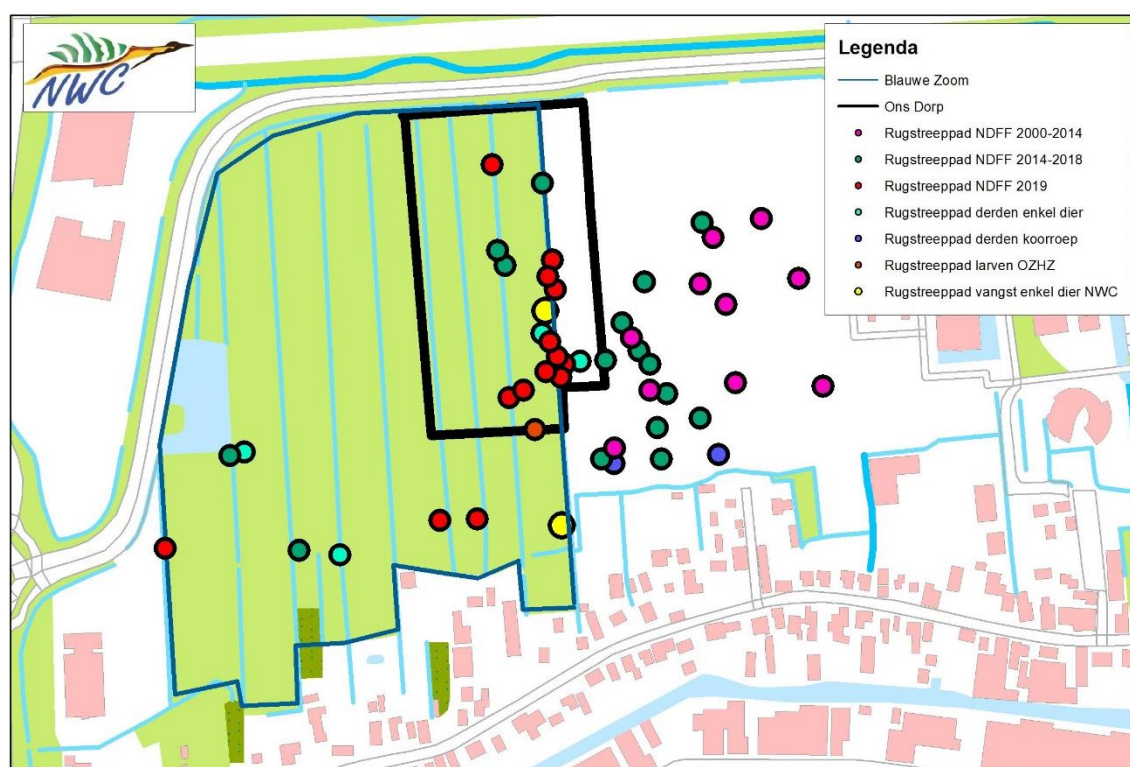 NWC
Legenda
Blauwe Zoom
Ons Dorp
Rugstreeppad NDFF 2000-2014
Rugstreeppad NDFF 2014-2018
Rugstreeppad NDFF 2019
Rugstreeppad derden enkel dier
Rugstreeppad derden koorroep
Rugstreeppad larven OZHZ
Rugstreeppad vangst enkel dier NWC